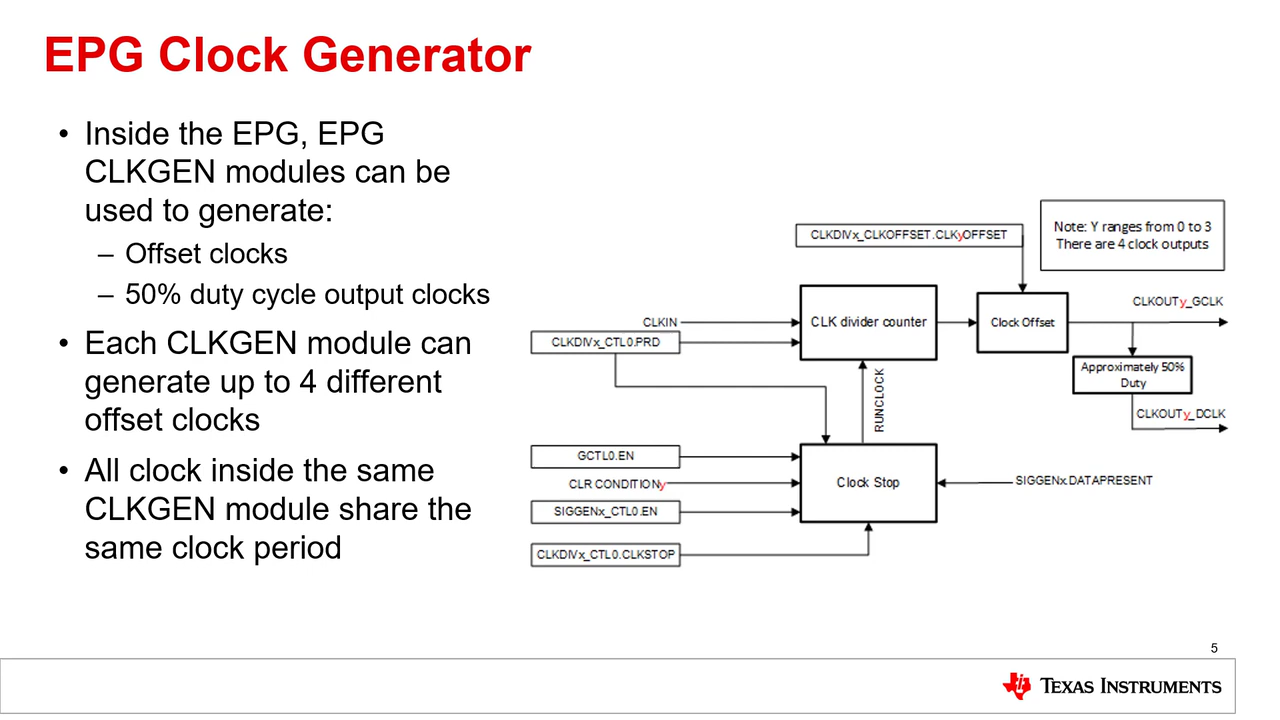 EPG Clock Generator
• Inside the EPG, EPG
CLKGEN modules can be
used to generate:
– Offset clocks
– 50% duty cycle output clocks
• Each CLKGEN module can
generate up to 4 different
offset clocks
• All clock inside the same
CLKGEN module share the
same clock period
CLKDIVx_CLKOFFSET.CLKyOFFSET
Note: Y ranges from 0 to 3
There are 4 clock outputs
CLKIN
CLKDIVx_CTL0.PRD
CLK divider counter
Clock Offset
CLKOUTy_GCLK
Approximately 50%
Duty
CLKOUTy_DCLK
RUNCLOCK
GCTL0.EN
CLR CONDITIONy
SIGGENx_CTL0.EN
CLKDIVx_CTL0.CLKSTOP
Clock Stop
SIGGENx.DATAPRESENT
5
TEXAS INSTRUMENTS